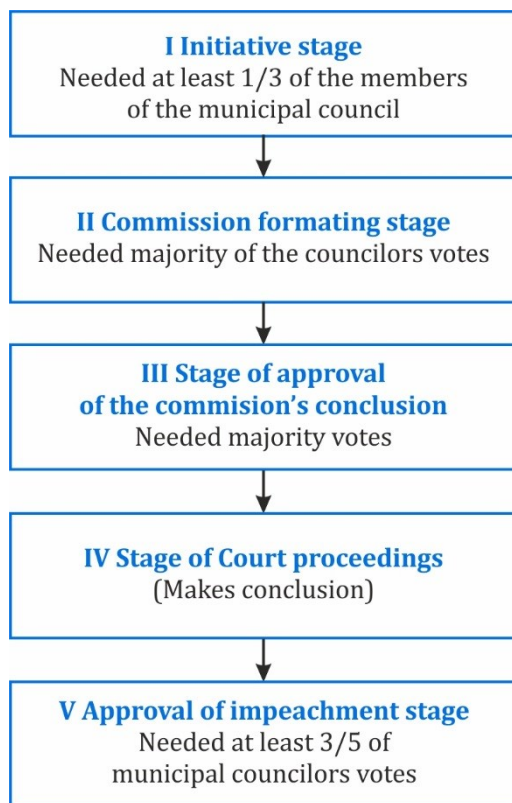 I Initiative stage
Needed at least 1/3 of the members
of the municipal council
II Commission formating stage
Needed majority of the councilors votes
III Stage of approval
of the commision's conclusion
Needed majority votes
IV Stage of Court proceedings
(Makes conclusion)
V Approval of impeachment stage
Needed at least 3/5 of
municipal councilors votes